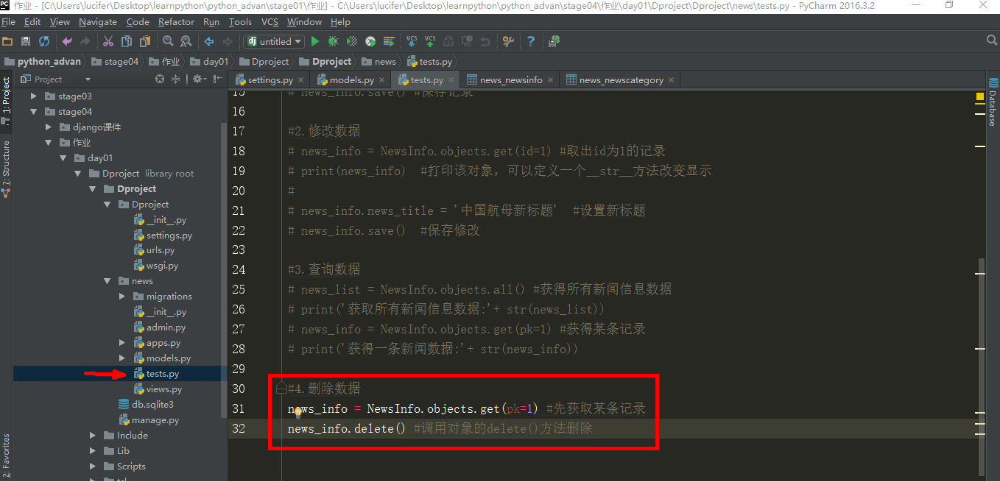 作业 - [C:\Users\lucifer\Desktop\learnpython\python_advan\stage01\作业] - C:\Users\lucifer\Desktop\learnpython\python_advan\stage04\作业\day01\Dproject\Dproject\news\tests.py - PyCharm 2016.3.2
File Edit View Navigate Code Refactor Run Tools VCS Window Help
dj untitled VCS VCS
python_advan stage04 作业 day01 Dproject Dproject news tests.py
1: Project
7: Structure
2: Favorites
Project
stage03
stage04
django课件
作业
day01
Dproject library root
Dproject
Dproject
__init__.py
settings.py
urls.py
wsgi.py
news
migrations
__init__.py
admin.py
apps.py
models.py
tests.py
views.py
db.sqlite3
manage.py
Include
Lib
Scripts
settings.py models.py tests.py news_newsinfo news_newscategory
15 # news_info.save() #保存记录
16
17 #2.修改数据
18 # news_info = NewsInfo.objects.get(id=1) #取出id为1的记录
19 # print(news_info) #打印该对象，可以定义一个__str__方法改变显示
20 #
21 # news_info.news_title = '中国航母新标题' #设置新标题
22 # news_info.save() #保存修改
23
24 #3.查询数据
25 # news_list = NewsInfo.objects.all() #获得所有新闻信息数据
26 # print('获取所有新闻信息数据:'+ str(news_list))
27 # news_info = NewsInfo.objects.get(pk=1) #获得某条记录
28 # print('获得一条新闻数据:'+ str(news_info))
29
30 #4.删除数据
31 news_info = NewsInfo.objects.get(pk=1) #先获取某条记录
32 news_info.delete() #调用对象的delete()方法删除
Database